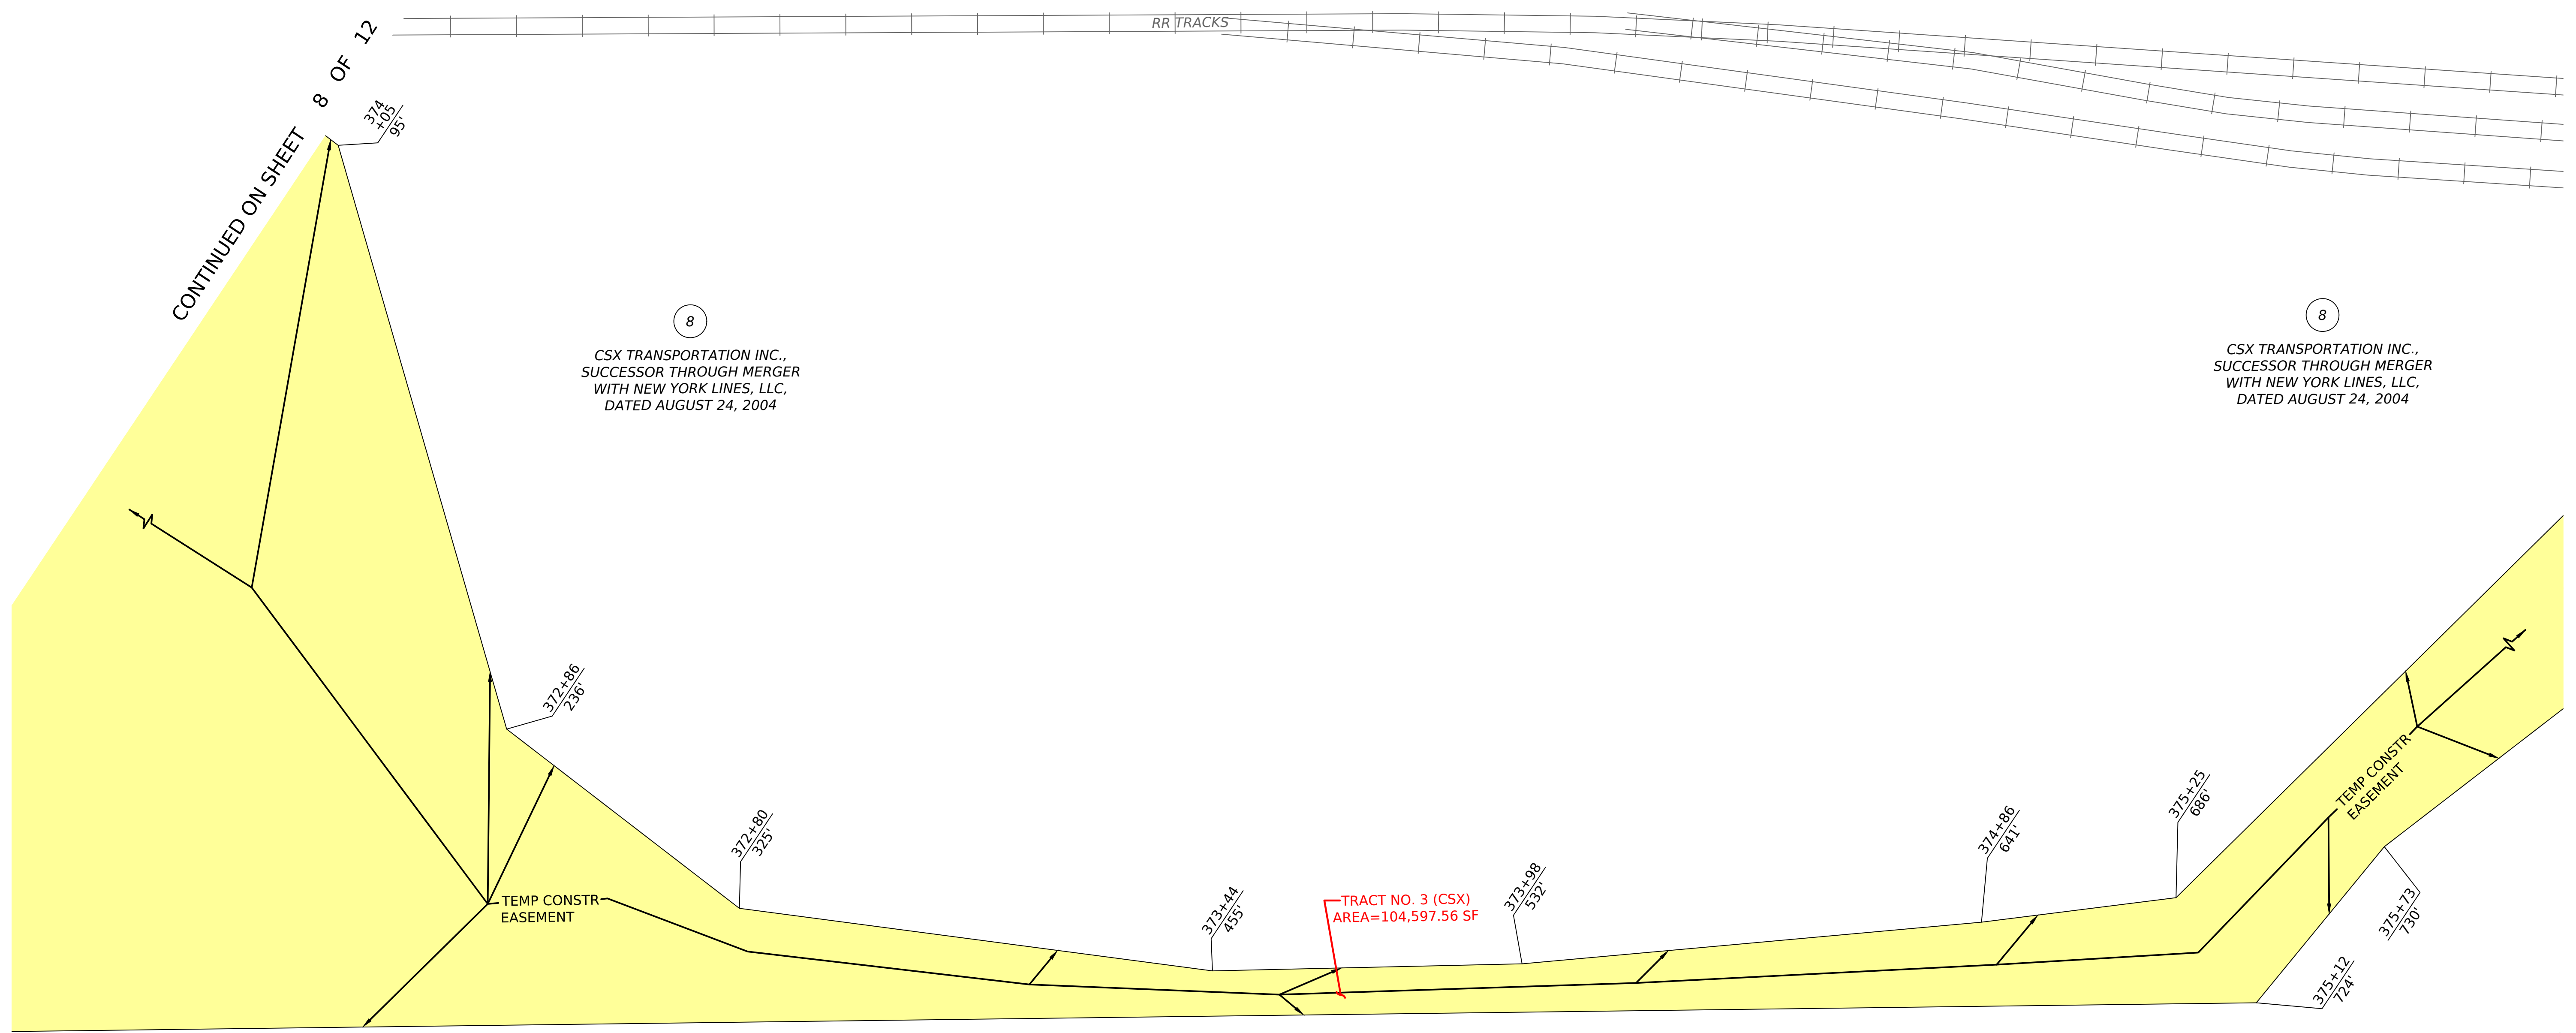 RR TRACKS
CONTINUED ON SHEET 8 OF 12
374
+05
95'
8
CSX TRANSPORTATION INC.,
SUCCESSOR THROUGH MERGER
WITH NEW YORK LINES, LLC,
DATED AUGUST 24, 2004
8
CSX TRANSPORTATION INC.,
SUCCESSOR THROUGH MERGER
WITH NEW YORK LINES, LLC,
DATED AUGUST 24, 2004
372+86
236'
372+80
325'
TEMP CONSTR
EASEMENT
373+44
455'
TRACT NO. 3 (CSX)
AREA=104,597.56 SF
373+98
532'
374+86
641'
375+25
686'
TEMP CONSTR
EASEMENT
375+73
730'
375+12
724'